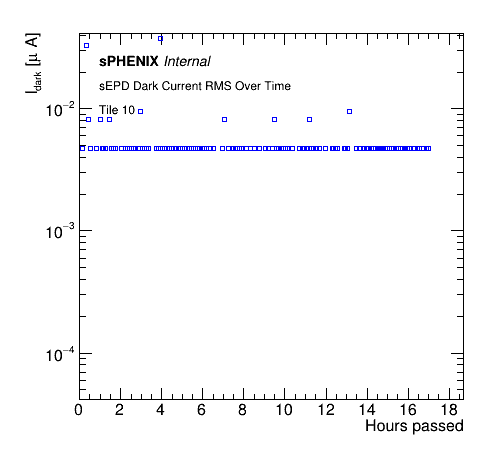 I_dark [μ A]
sPHENIX Internal
sEPD Dark Current RMS Over Time
Tile 10
10⁻²
10⁻³
10⁻⁴
0 2 4 6 8 10 12 14 16 18
Hours passed